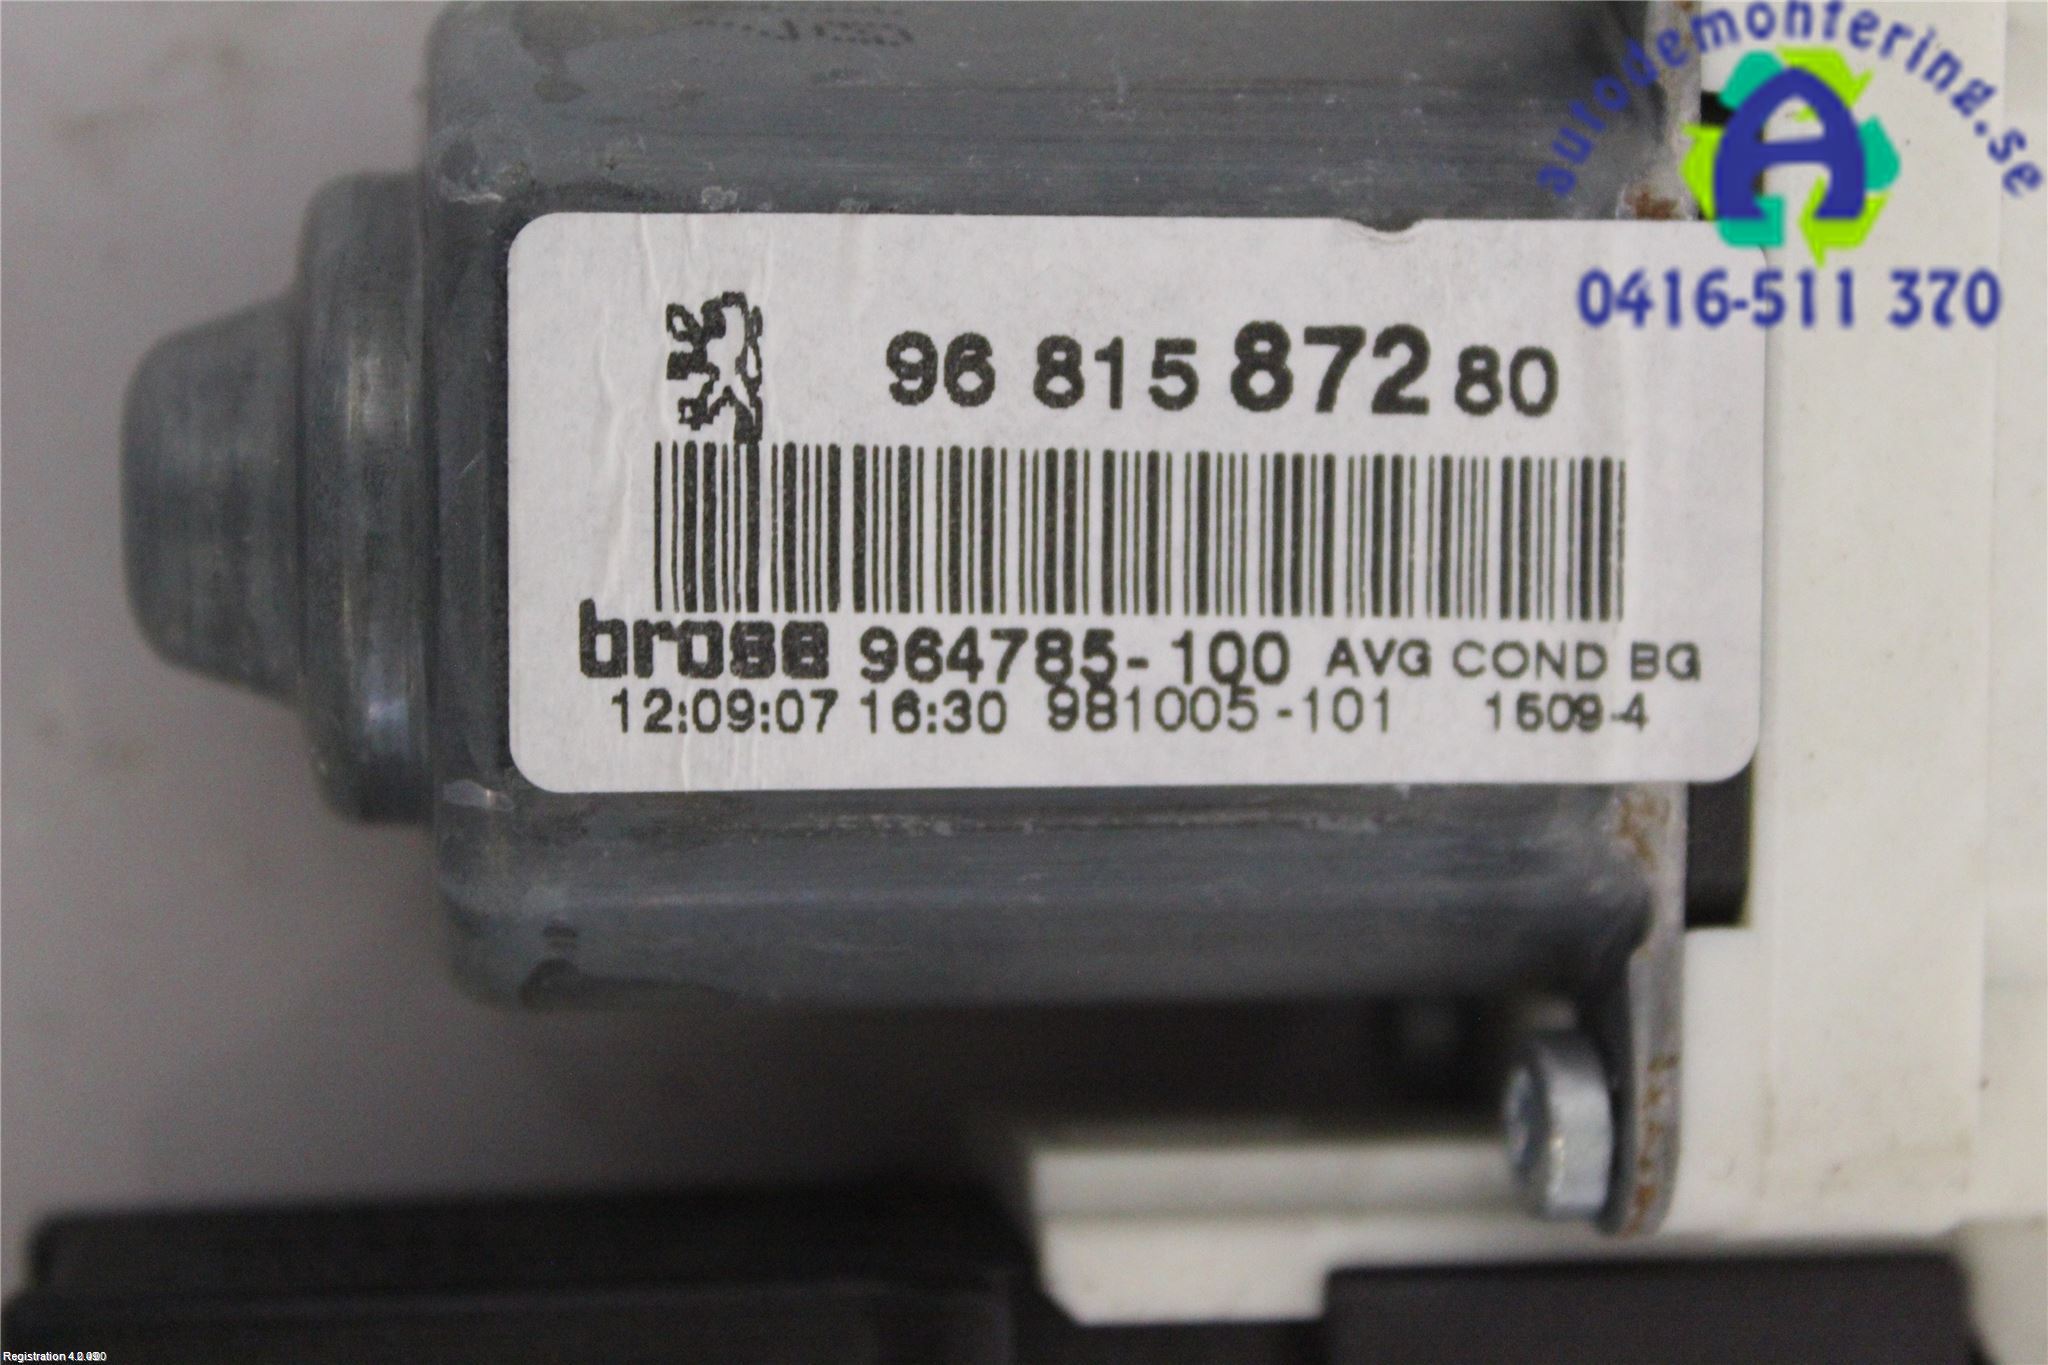 autodemontering.se
A
0416-511 370
96 815 872 80
brose 964785-100 AVG COND BG
12:09:07 16:30 981005-101 1609-4